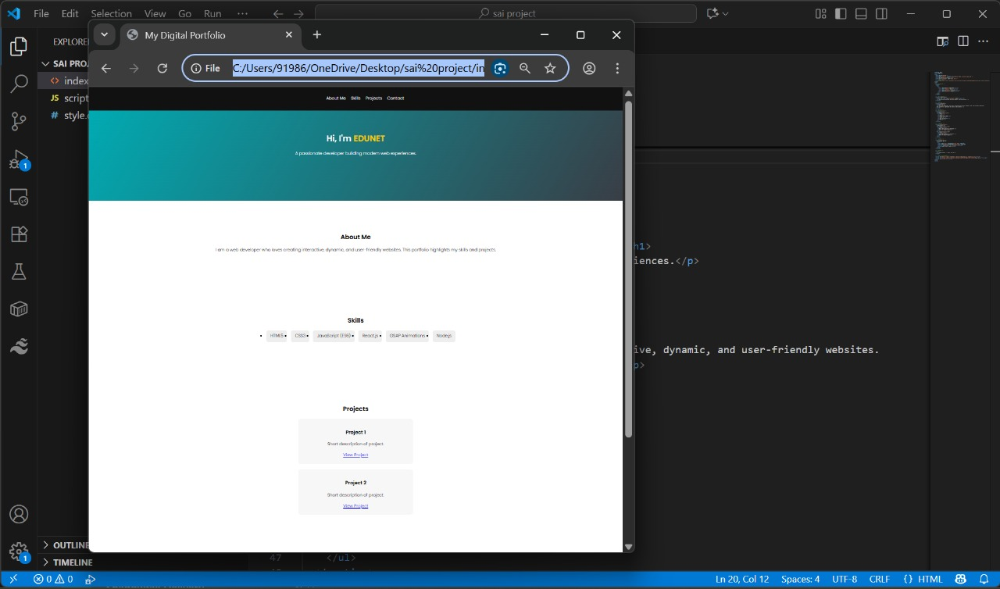 File Edit Selection View Go Run ··· sai project
My Digital Portfolio
EXPLORE
SAI PRO
index
JS script
# style.
File C:/Users/91986/OneDrive/Desktop/sai%20project/in
About Me Skills Projects Contact
Hi, I'm EDUNET
A passionate developer building modern web experiences.
About Me
I am a web developer who loves creating interactive, dynamic, and user-friendly websites. This portfolio highlights my skills and projects.
Skills
• HTML5 • CSS3 • JavaScript (ES6) • React.js • GSAP Animations • Node.js
Projects
Project 1
Short description of project.
View Project
Project 2
Short description of project.
View Project
h1>
iences.</p>
ive, dynamic, and user-friendly websites.
p>
OUTLINE
TIMELINE
47 </ul>
1
1
0 0 Ln 20, Col 12 Spaces: 4 UTF-8 CRLF {} HTML